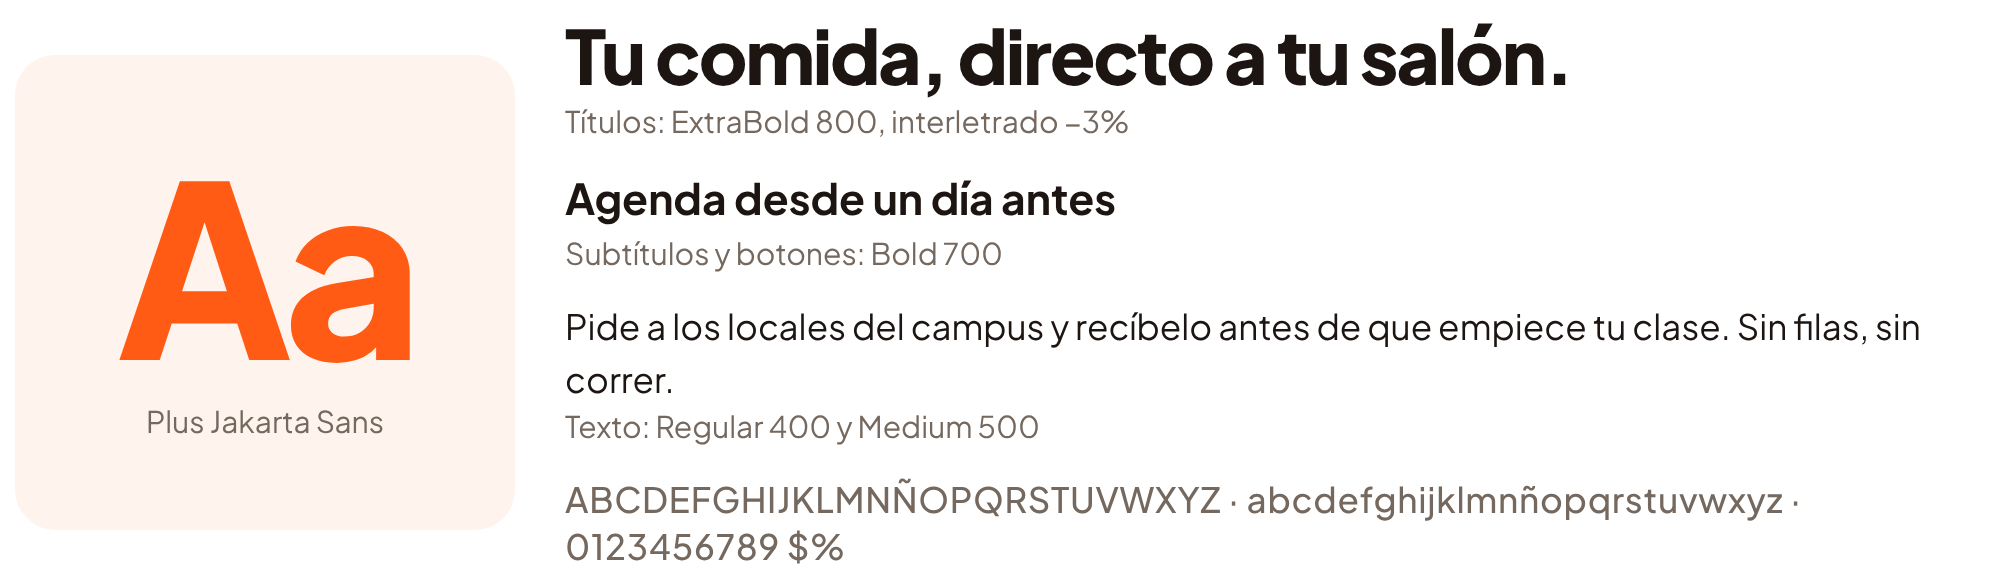 Aa
Plus Jakarta Sans
Tu comida, directo a tu salón.
Títulos: ExtraBold 800, interletrado −3%
Agenda desde un día antes
Subtítulos y botones: Bold 700
Pide a los locales del campus y recíbelo antes de que empiece tu clase. Sin filas, sin
correr.
Texto: Regular 400 y Medium 500
ABCDEFGHIJKLMNÑOPQRSTUVWXYZ · abcdefghijklmnñopqrstuvwxyz ·
0123456789 $%